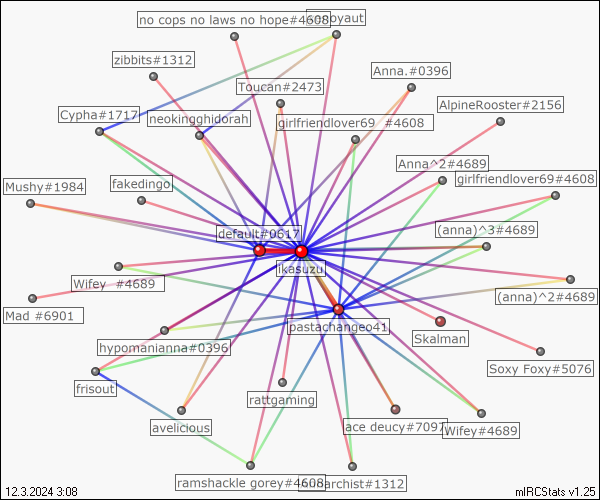 no cops no laws no hope#4608
oyaut
zibbits#1312
Anna.#0396
Toucan#2473
AlpineRooster#2156
Cypha#1717
neokingghidorah
girlfriendlover69 #4608
Anna^2#4689
Mushy#1984
fakedingo
girlfriendlover69#4608
default#0617
(anna)^3#4689
ikasuzu
Wifey #4689
(anna)^2#4689
Mad #6901
pastachangeo41
Skalman
hypomanianna#0396
Soxy Foxy#5076
frisout
rattgaming
avelicious
ace deucy#7097
Wifey#4689
ramshackle gorey#4608
archist#1312
12.3.2024 3:08
mIRCStats v1.25